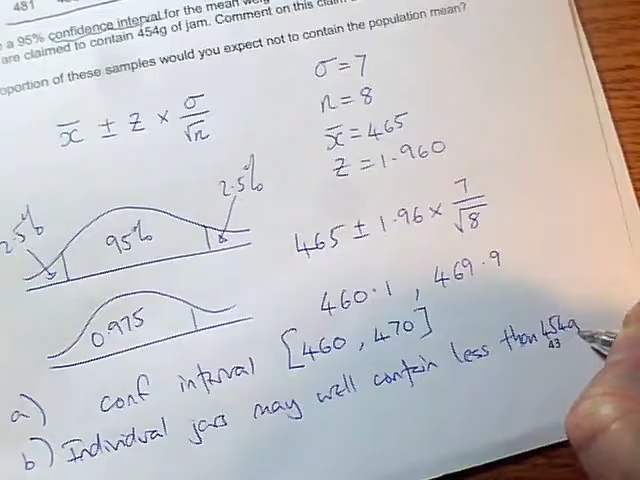 481
a 95% confidence interval for the mean
are claimed to contain 454g of jam. Comment on this claim
oportion of these samples would you expect not to contain the population mean?
σ = 7
n = 8
x̄ = 465
z = 1.960
x̄ ± z × σ/√n
2.5%
2.5%
95%
465 ± 1.96 × 7/√8
460.1 , 469.9
0.975
a) conf interval [460, 470]
b) Individual jars may well contain less than 454g
43